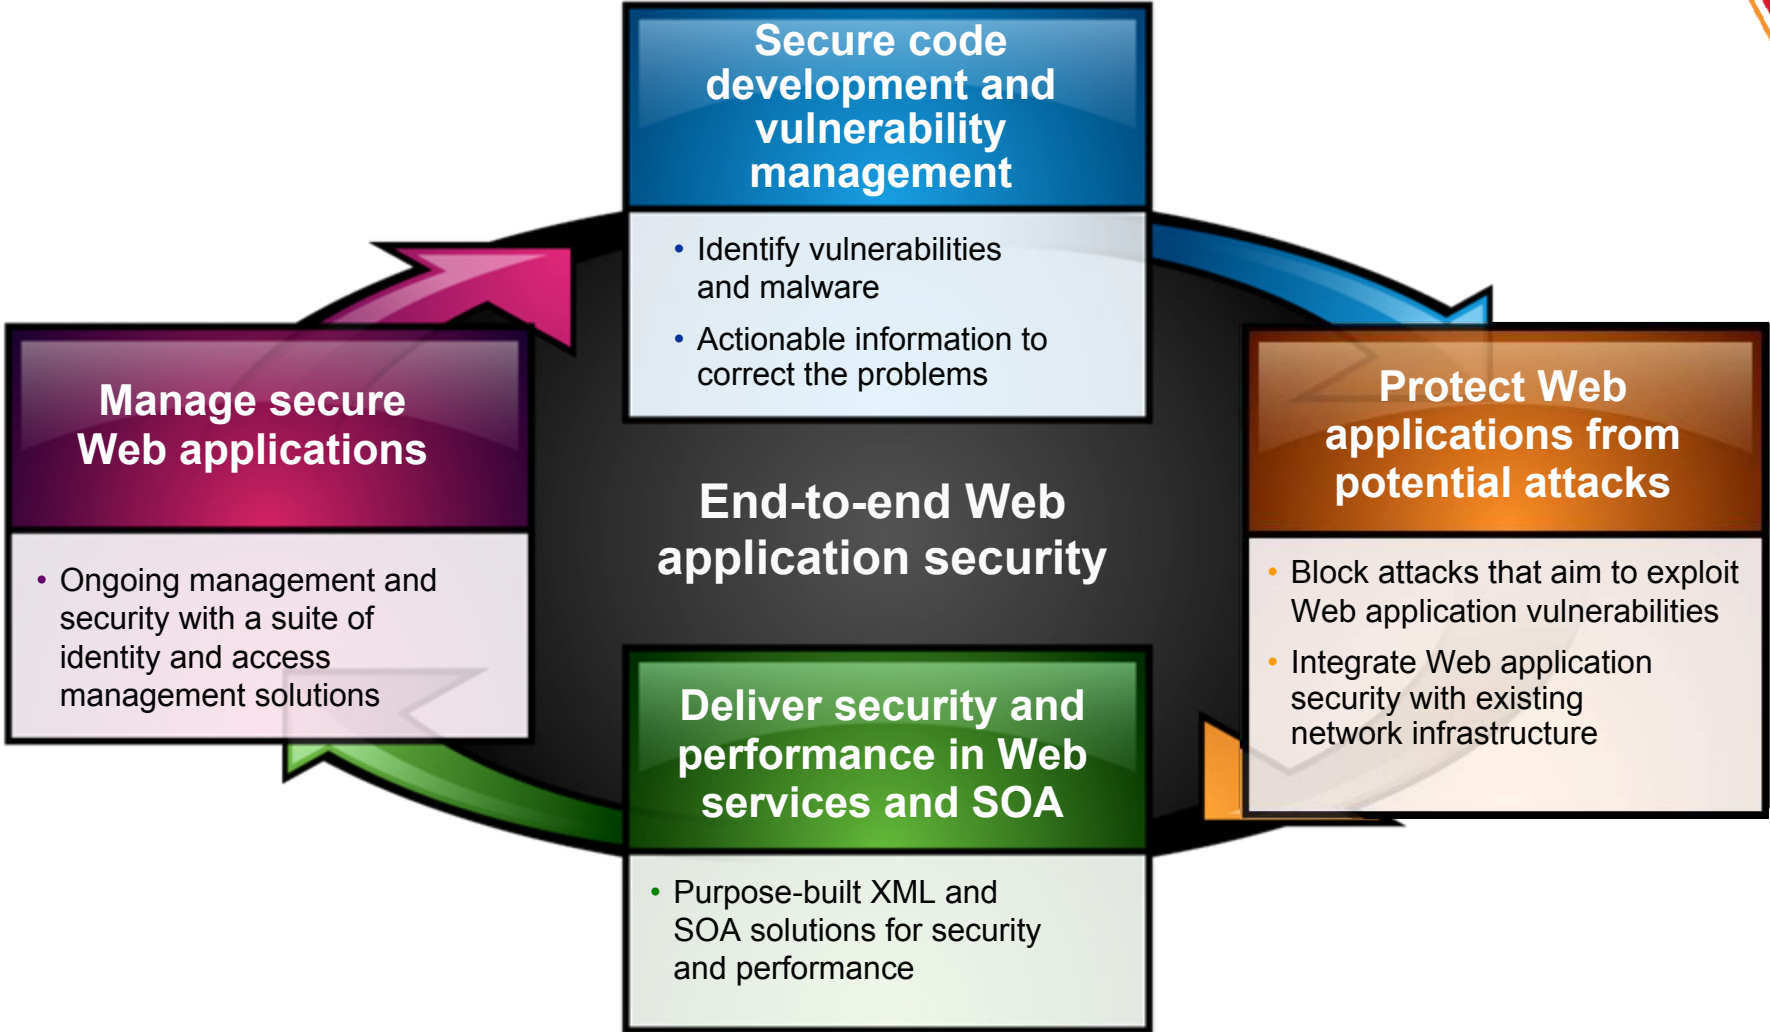 Secure code
development and
vulnerability
management
• Identify vulnerabilities
and malware
• Actionable information to
correct the problems
Manage secure
Web applications
• Ongoing management and
security with a suite of
identity and access
management solutions
End-to-end Web
application security
Protect Web
applications from
potential attacks
• Block attacks that aim to exploit
Web application vulnerabilities
• Integrate Web application
security with existing
network infrastructure
Deliver security and
performance in Web
services and SOA
• Purpose-built XML and
SOA solutions for security
and performance